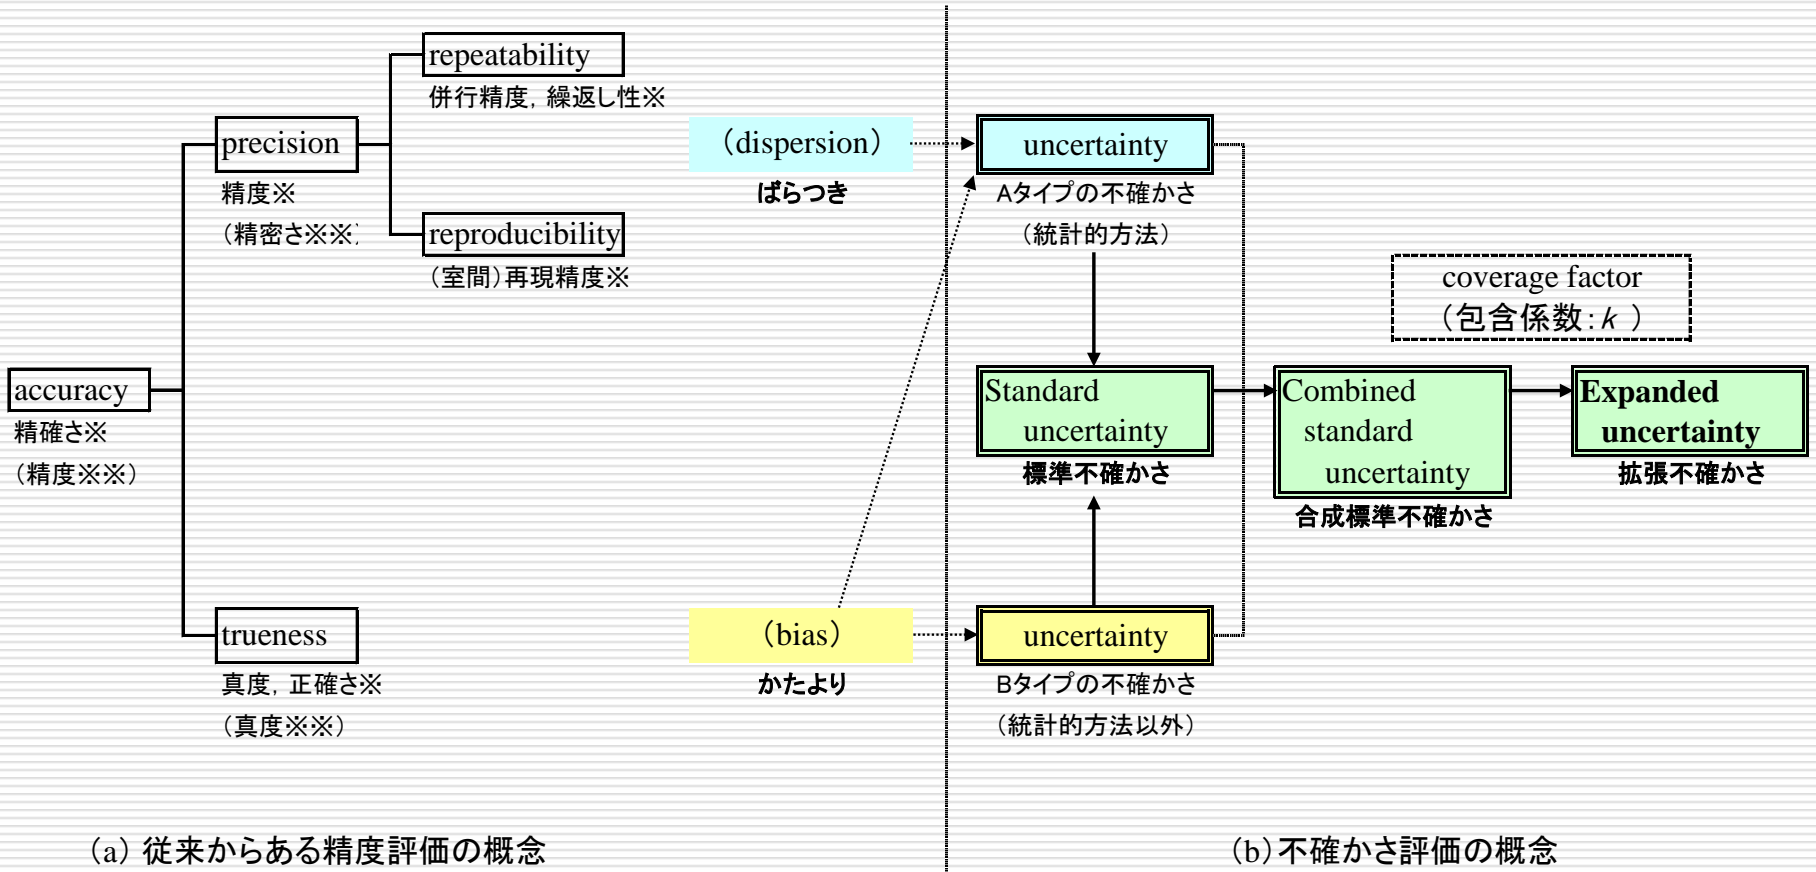 repeatability
併行精度，繰返し性※
precision
精度※
（精密さ※※）
reproducibility
（室間）再現精度※
accuracy
精確さ※
（精度※※）
trueness
真度，正確さ※
（真度※※）
（dispersion）
ばらつき
（bias）
かたより
uncertainty
Aタイプの不確かさ
（統計的方法）
coverage factor
（包含係数：k ）
Standard
uncertainty
標準不確かさ
Combined
standard
uncertainty
合成標準不確かさ
Expanded
uncertainty
拡張不確かさ
uncertainty
Bタイプの不確かさ
（統計的方法以外）
（a）従来からある精度評価の概念
（b）不確かさ評価の概念